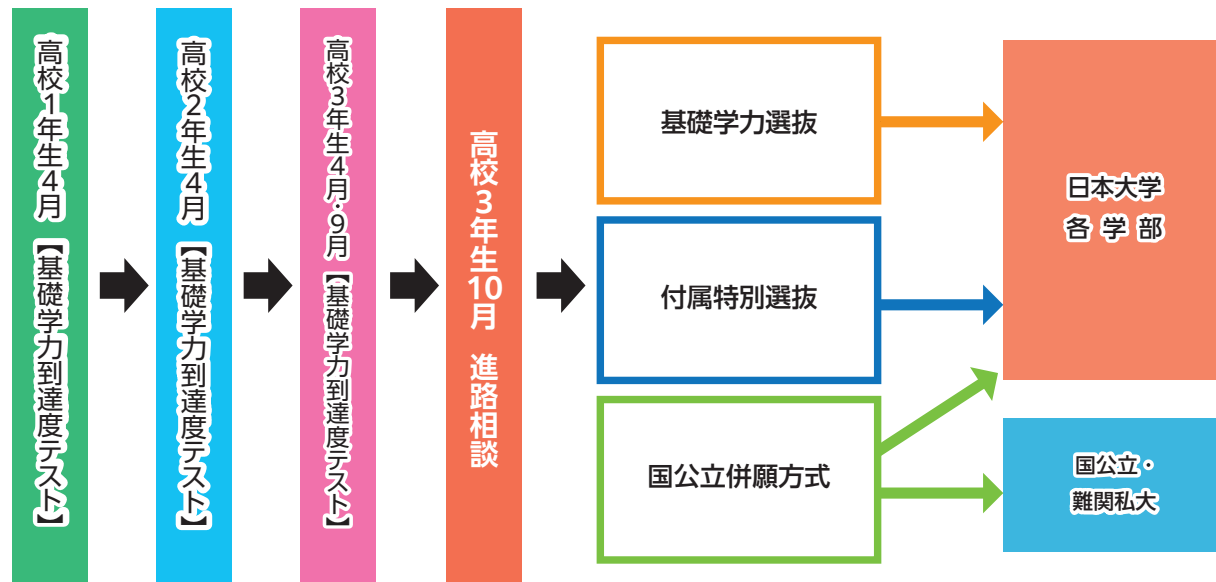 高校1年生4月【基礎学力到達度テスト】
高校2年生4月【基礎学力到達度テスト】
高校3年生4月・9月【基礎学力到達度テスト】
高校3年生10月 進路相談
基礎学力選抜
付属特別選抜
国公立併願方式
日本大学
各学部
国公立・
難関私大